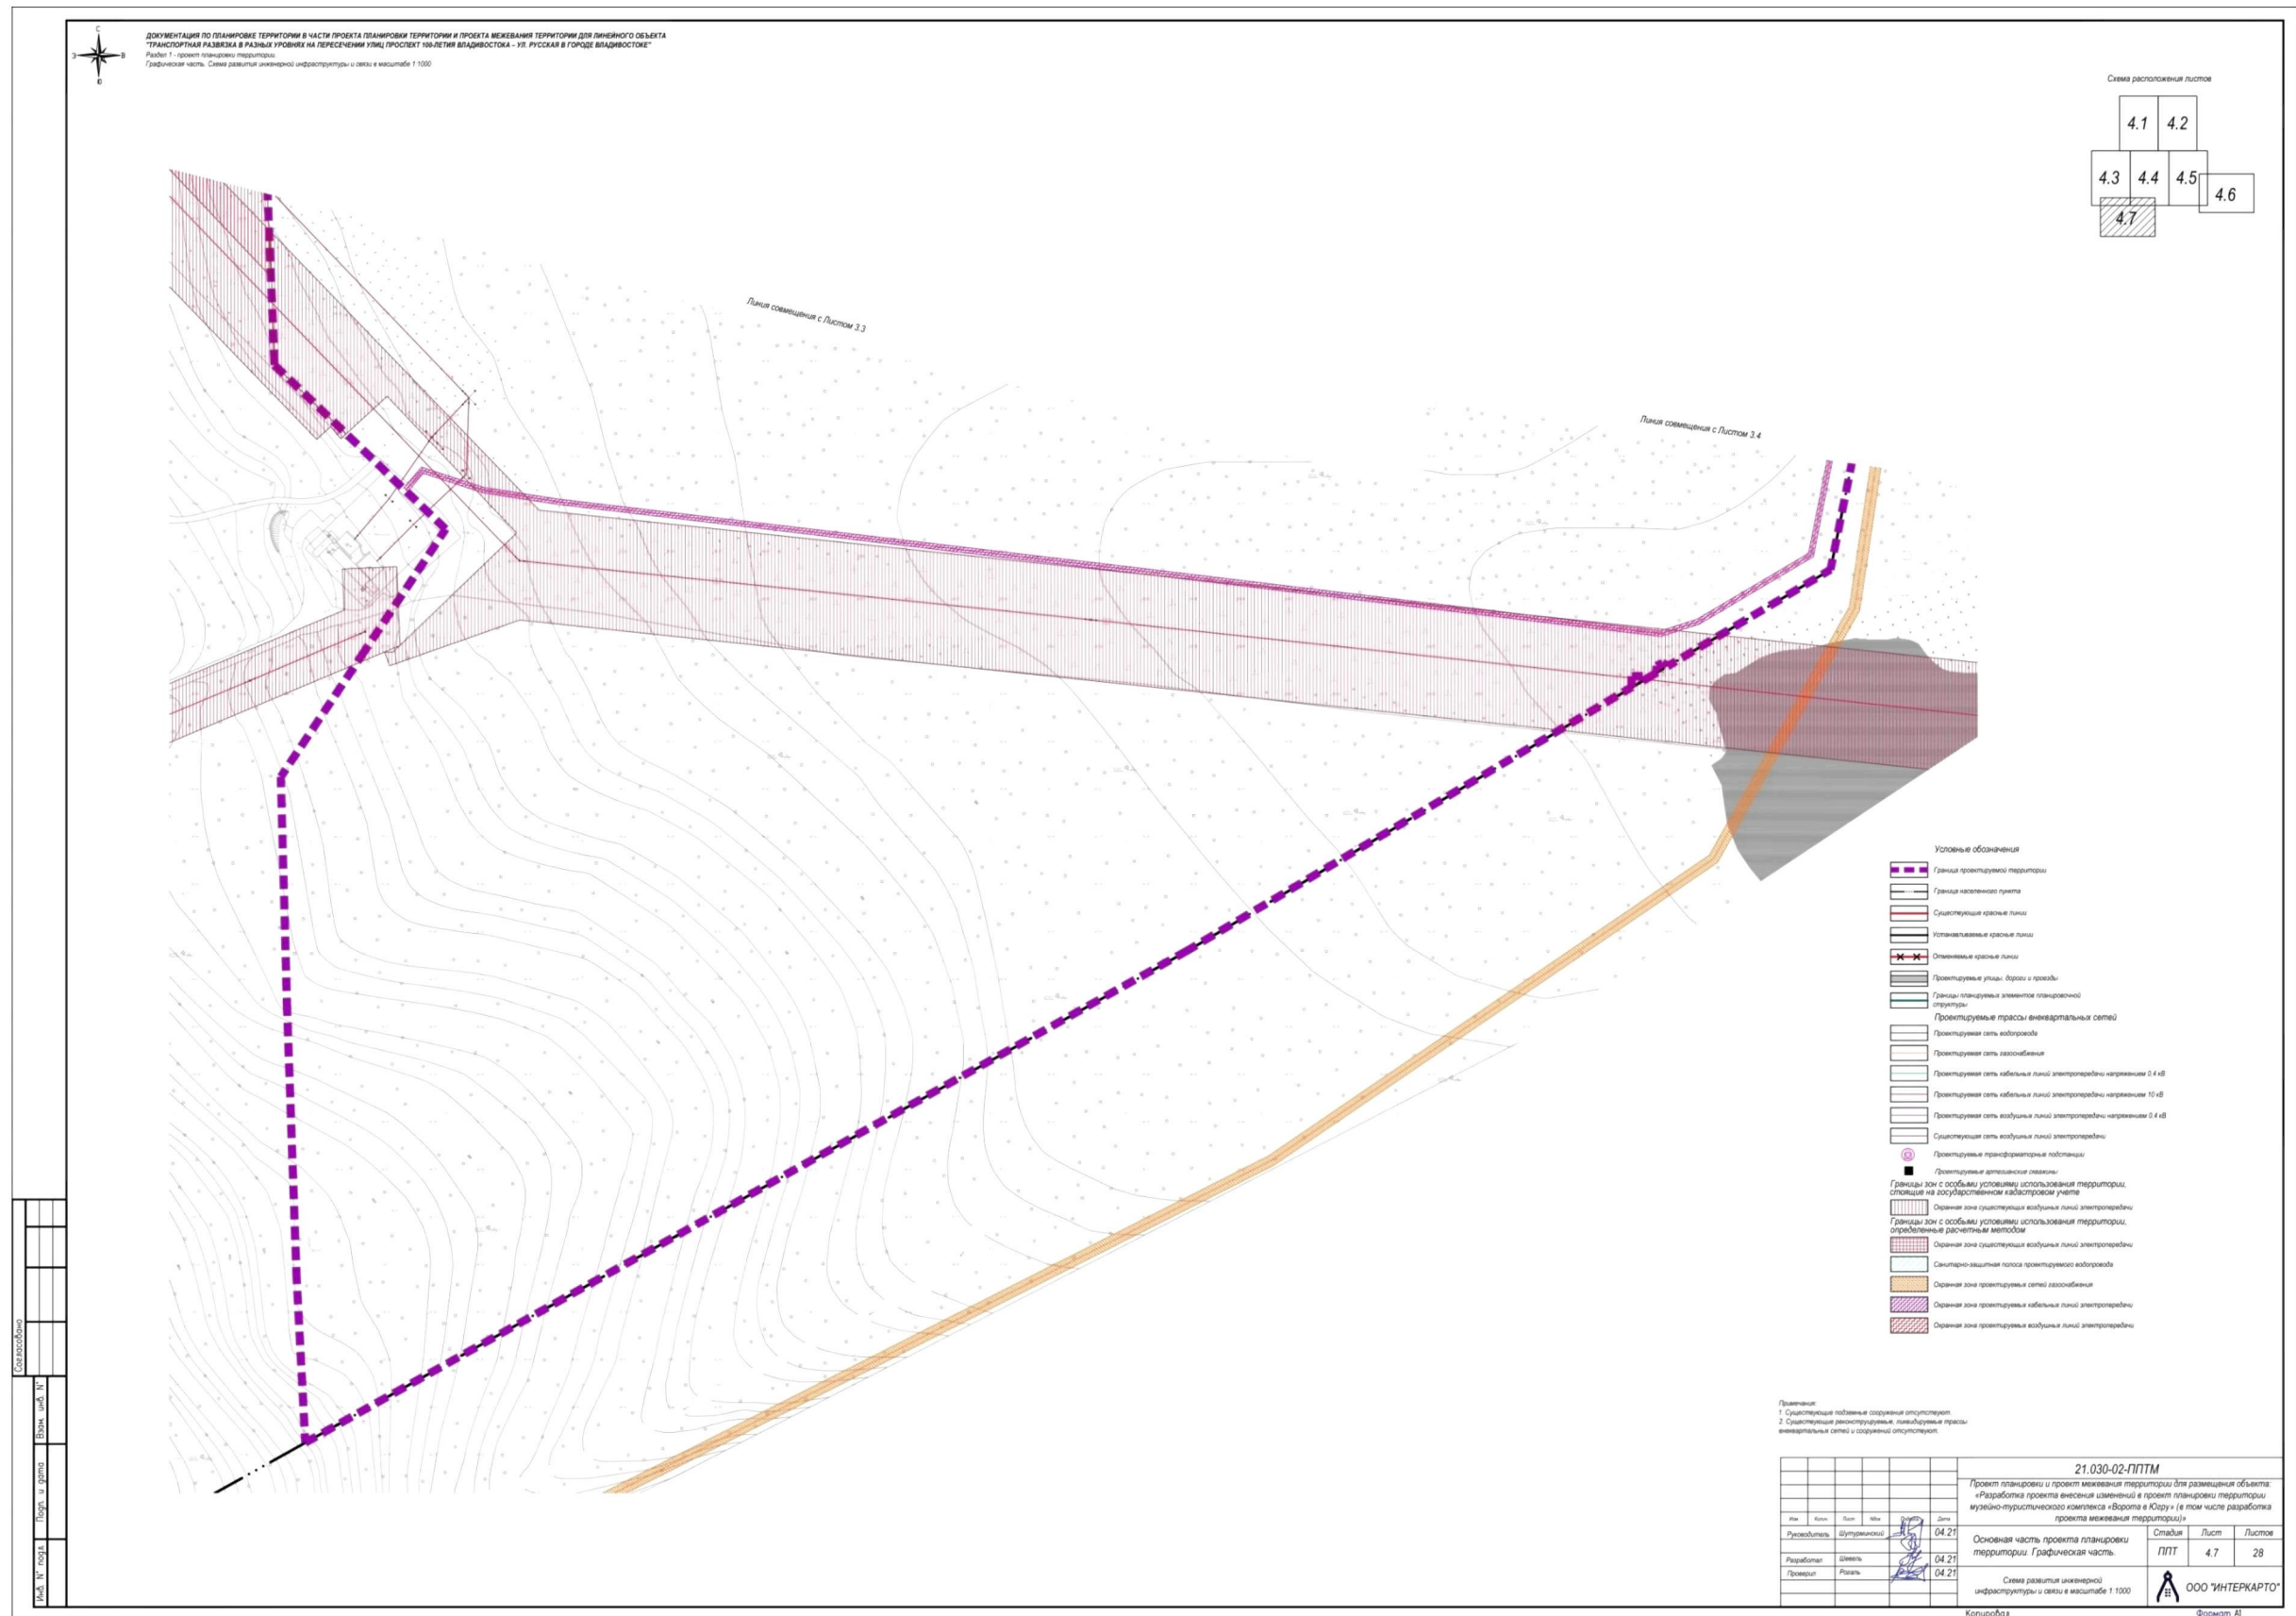 С
З
В
Ю
ДОКУМЕНТАЦИЯ ПО ПЛАНИРОВКЕ ТЕРРИТОРИИ В ЧАСТИ ПРОЕКТА ПЛАНИРОВКИ ТЕРРИТОРИИ И ПРОЕКТА МЕЖЕВАНИЯ ТЕРРИТОРИИ ДЛЯ ЛИНЕЙНОГО ОБЪЕКТА
"ТРАНСПОРТНАЯ РАЗВЯЗКА В РАЗНЫХ УРОВНЯХ НА ПЕРЕСЕЧЕНИИ УЛИЦ ПРОСПЕКТ 100-ЛЕТИЯ ВЛАДИВОСТОКА – УЛ. РУССКАЯ В ГОРОДЕ ВЛАДИВОСТОКЕ"
Раздел 1 - проект планировки территории.
Графическая часть. Схема развития инженерной инфраструктуры и связи в масштабе 1:1000
Схема расположения листов
4.1 4.2
4.3 4.4 4.5
4.6
4.7
Линия совмещения с Листом 3.3
Линия совмещения с Листом 3.4
Условные обозначения
Граница проектируемой территории
Граница населенного пункта
Существующие красные линии
Устанавливаемые красные линии
Отменяемые красные линии
Проектируемые улицы, дороги и проезды
Границы планируемых элементов планировочной
структуры
Проектируемые трассы внеквартальных сетей
Проектируемая сеть водопровода
Проектируемая сеть газоснабжения
Проектируемая сеть кабельных линий электропередачи напряжением 0.4 кВ
Проектируемая сеть кабельных линий электропередачи напряжением 10 кВ
Проектируемая сеть воздушных линий электропередачи напряжением 0.4 кВ
Существующая сеть воздушных линий электропередачи
Проектируемые трансформаторные подстанции
Проектируемые артезианские скважины
Границы зон с особыми условиями использования территории,
стоящие на государственном кадастровом учете
Охранная зона существующих воздушных линий электропередачи
Границы зон с особыми условиями использования территории,
определенные расчетным методом
Охранная зона существующих воздушных линий электропередачи
Санитарно-защитная полоса проектируемого водопровода
Охранная зона проектируемых сетей газоснабжения
Охранная зона проектируемых кабельных линий электропередачи
Охранная зона проектируемых воздушных линий электропередачи
Примечания:
1. Существующие подземные сооружения отсутствуют.
2. Существующие реконструируемые, ликвидируемые трассы
внеквартальных сетей и сооружений отсутствуют.
21.030-02-ППТМ
Проект планировки и проект межевания территории для размещения объекта:
«Разработка проекта внесения изменений в проект планировки территории
музейно-туристического комплекса «Ворота в Югру» (в том числе разработка
проекта межевания территории)»
Изм Колич Лист №док Подпись Дата
Руководитель Шутурминский 04.21
Разработал Шевель 04.21
Проверил Рогаль 04.21
Основная часть проекта планировки
территории. Графическая часть.
Стадия Лист Листов
ППТ 4.7 28
Схема развития инженерной
инфраструктуры и связи в масштабе 1:1000
ООО "ИНТЕРКАРТО"
Копировал Формат А1
Согласовано
Взам. инв. N°
Подп. и дата
Инв. N° подл.